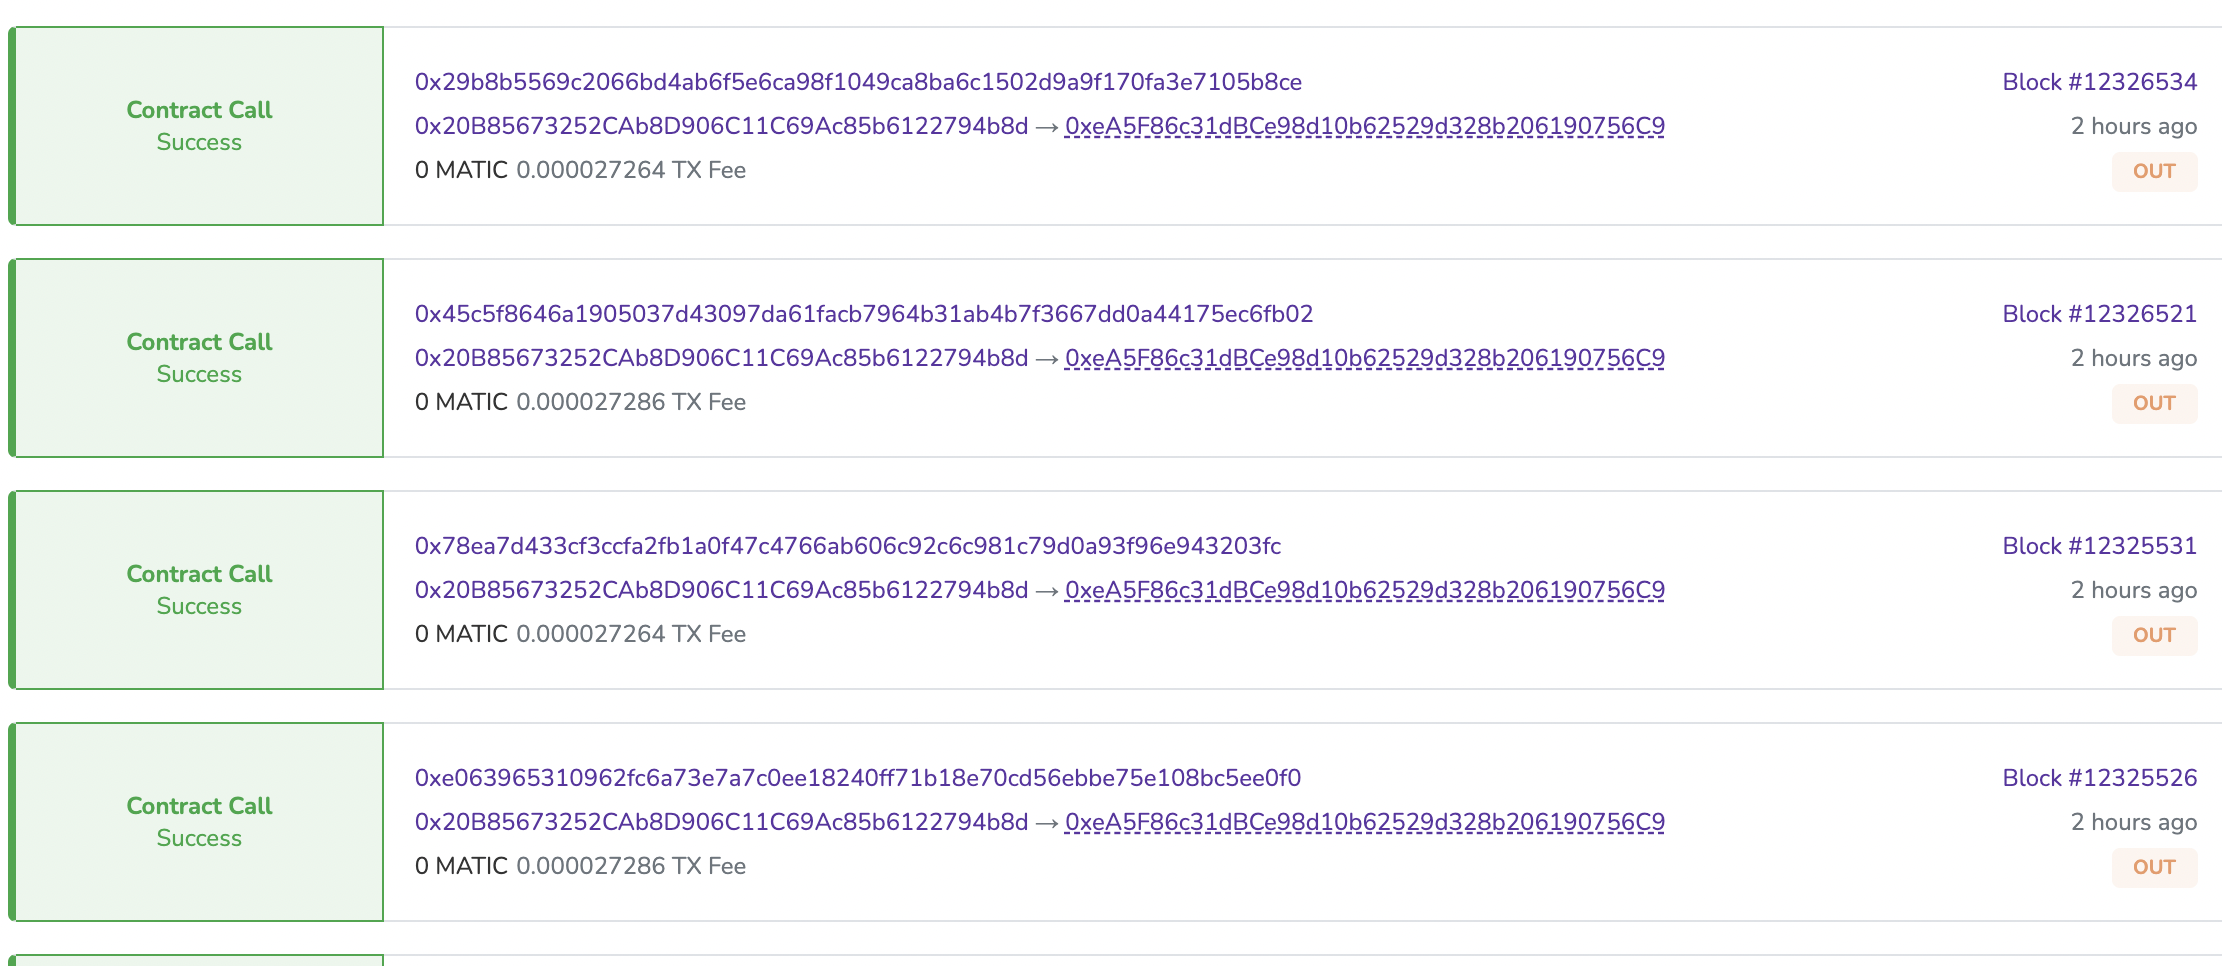 Contract Call
Success
0x29b8b5569c2066bd4ab6f5e6ca98f1049ca8ba6c1502d9a9f170fa3e7105b8ce
0x20B85673252CAb8D906C11C69Ac85b6122794b8d → 0xeA5F86c31dBCe98d10b62529d328b206190756C9
0 MATIC 0.000027264 TX Fee
Block #12326534
2 hours ago
OUT
Contract Call
Success
0x45c5f8646a1905037d43097da61facb7964b31ab4b7f3667dd0a44175ec6fb02
0x20B85673252CAb8D906C11C69Ac85b6122794b8d → 0xeA5F86c31dBCe98d10b62529d328b206190756C9
0 MATIC 0.000027286 TX Fee
Block #12326521
2 hours ago
OUT
Contract Call
Success
0x78ea7d433cf3ccfa2fb1a0f47c4766ab606c92c6c981c79d0a93f96e943203fc
0x20B85673252CAb8D906C11C69Ac85b6122794b8d → 0xeA5F86c31dBCe98d10b62529d328b206190756C9
0 MATIC 0.000027264 TX Fee
Block #12325531
2 hours ago
OUT
Contract Call
Success
0xe063965310962fc6a73e7a7c0ee18240ff71b18e70cd56ebbe75e108bc5ee0f0
0x20B85673252CAb8D906C11C69Ac85b6122794b8d → 0xeA5F86c31dBCe98d10b62529d328b206190756C9
0 MATIC 0.000027286 TX Fee
Block #12325526
2 hours ago
OUT